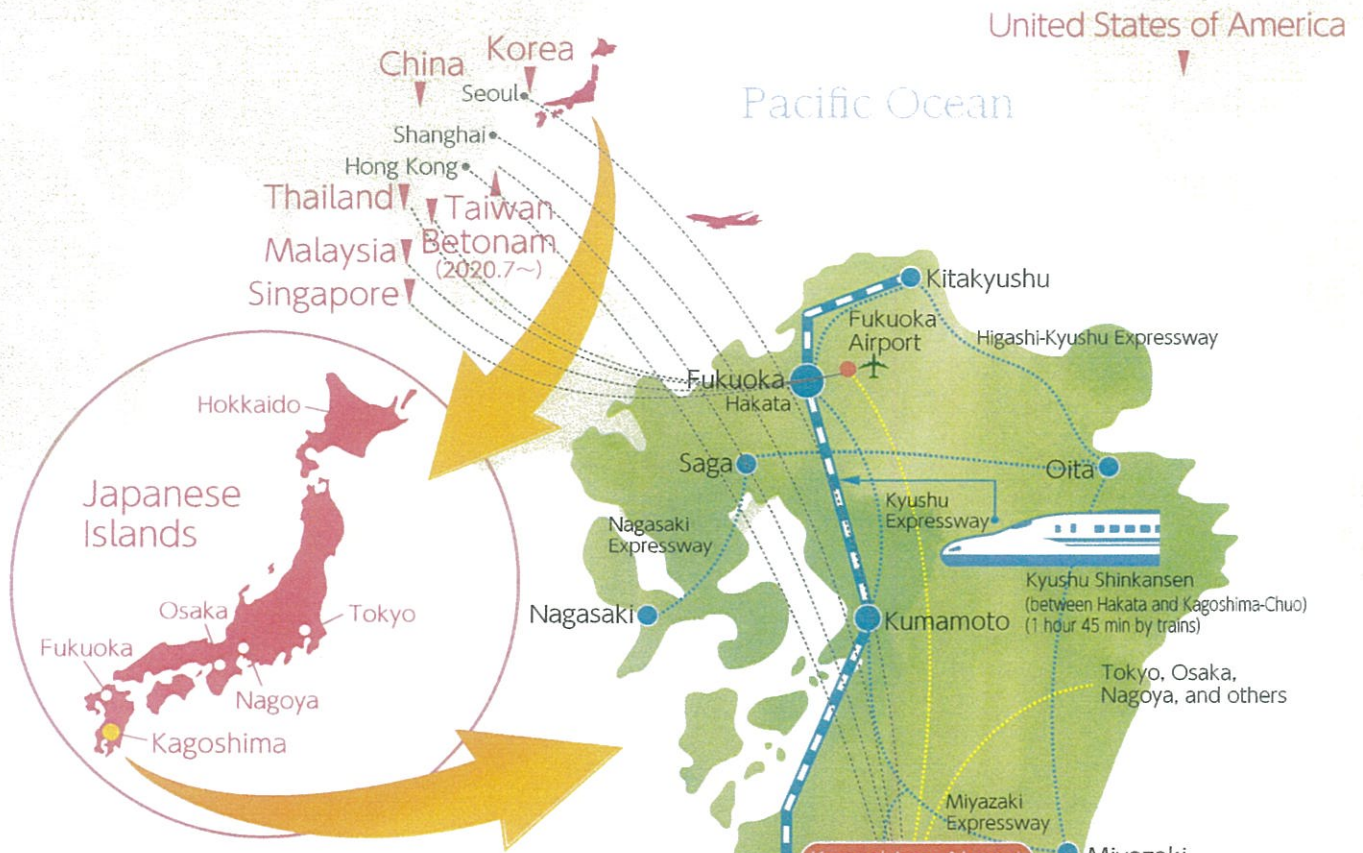 United States of America
Korea
China
Seoul
Pacific Ocean
Shanghai
Hong Kong
Thailand
Taiwan
Betonam
(2020.7～)
Malaysia
Singapore
Kitakyushu
Fukuoka
Airport
Higashi-Kyushu Expressway
Fukuoka
Hakata
Hokkaido
Saga
Oita
Japanese
Islands
Kyushu
Expressway
Nagasaki
Expressway
Kyushu Shinkansen
(between Hakata and Kagoshima-Chuo)
(1 hour 45 min by trains)
Osaka
Tokyo
Nagasaki
Kumamoto
Fukuoka
Nagoya
Tokyo, Osaka,
Nagoya, and others
Kagoshima
Miyazaki
Expressway
Miyazaki